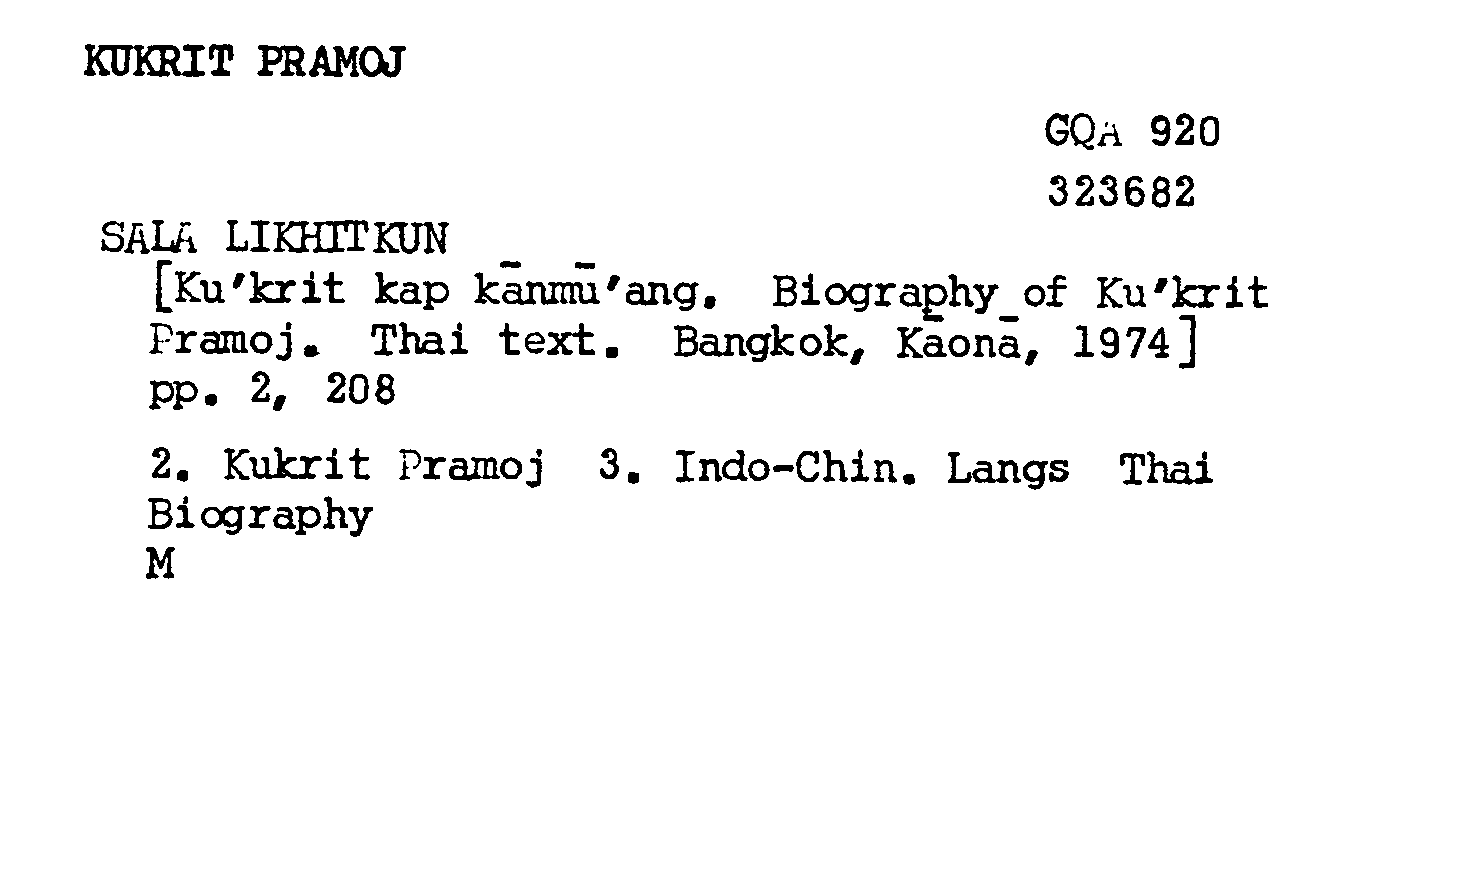 KUKRIT PRAMOJ
GQA 920
323682
SALA LIKHITKUN
[Ku'krit kap kānmū'ang. Biography of Ku'krit
Pramoj. Thai text. Bangkok, Kāonā, 1974]
pp. 2, 208
2. Kukrit Pramoj 3. Indo-Chin. Langs Thai
Biography
M